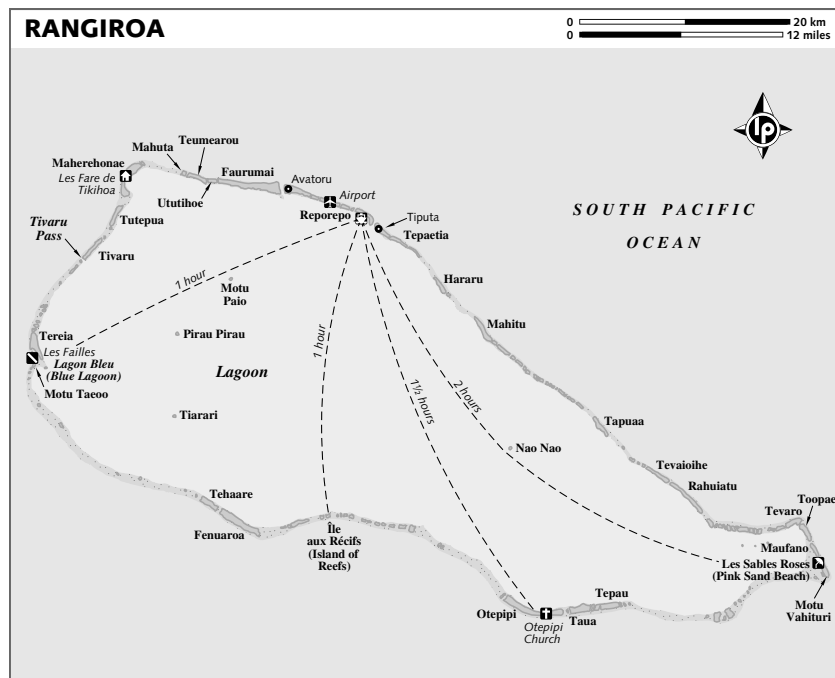 RANGIROA
0 20 km
0 12 miles
lp
Mahuta
Teumearou
Maherehonae
Les Fare de
Tikihoa
Faurumai
Avatoru
Ututihoe
Airport
Reporepo
Tiputa
Tepaetia
SOUTH PACIFIC
OCEAN
Tutepua
Tivaru
Pass
Tivaru
1 hour
Motu
Paio
Hararu
Mahitu
Pirau Pirau
1 hour
Tereia
Les Failles
Lagon Bleu
(Blue Lagoon)
Motu Taeoo
Lagoon
1½ hours
2 hours
Tiarari
Tapuaa
Nao Nao
Tevaioihe
Rahuiatu
Tehaare
Fenuaroa
Île
aux Récifs
(Island of
Reefs)
Toopae
Tevaro
Maufano
Les Sables Roses
(Pink Sand Beach)
Motu
Vahituri
Otepipi
Tepau
Taua
Otepipi
Church